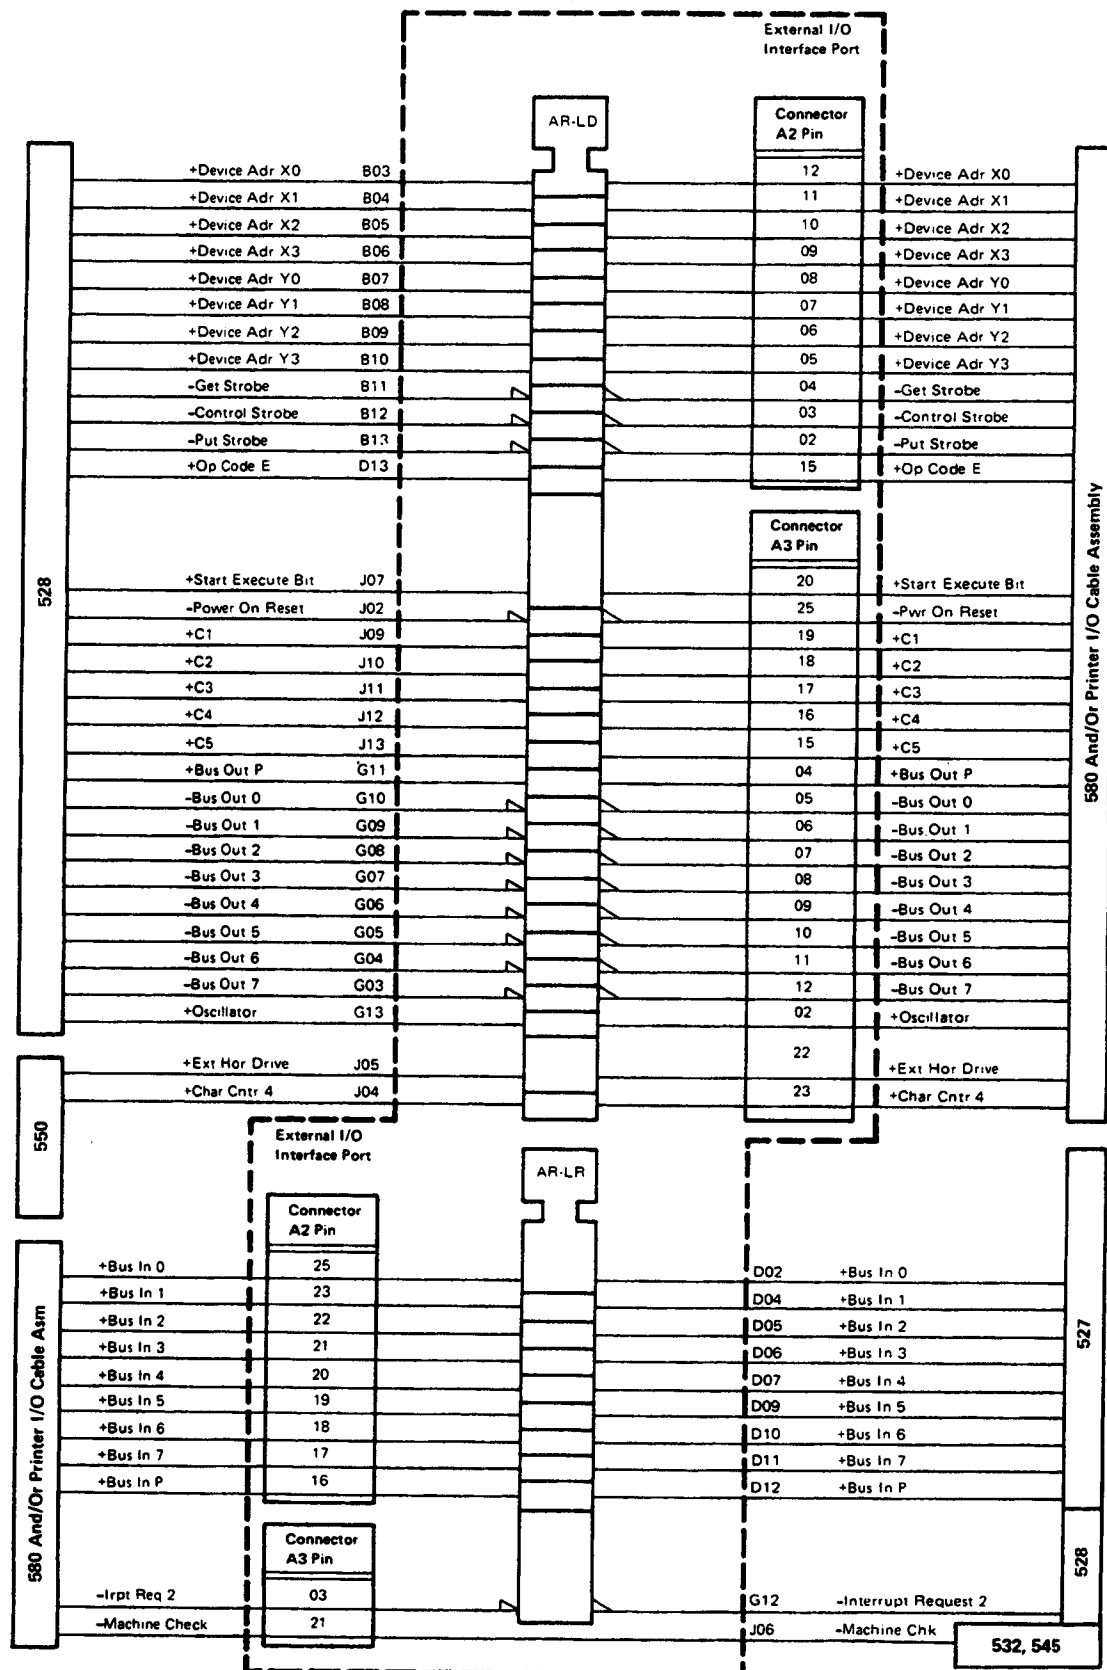 External I/O
Interface Port
AR-LD
Connector
A2 Pin
528
+Device Adr X0 B03 12 +Device Adr X0
+Device Adr X1 B04 11 +Device Adr X1
+Device Adr X2 B05 10 +Device Adr X2
+Device Adr X3 B06 09 +Device Adr X3
+Device Adr Y0 B07 08 +Device Adr Y0
+Device Adr Y1 B08 07 +Device Adr Y1
+Device Adr Y2 B09 06 +Device Adr Y2
+Device Adr Y3 B10 05 +Device Adr Y3
-Get Strobe B11 04 -Get Strobe
-Control Strobe B12 03 -Control Strobe
-Put Strobe B13 02 -Put Strobe
+Op Code E D13 15 +Op Code E
Connector
A3 Pin
580 And/Or Printer I/O Cable Assembly
+Start Execute Bit J07 20 +Start Execute Bit
-Power On Reset J02 25 -Pwr On Reset
+C1 J09 19 +C1
+C2 J10 18 +C2
+C3 J11 17 +C3
+C4 J12 16 +C4
+C5 J13 15 +C5
+Bus Out P G11 04 +Bus Out P
-Bus Out 0 G10 05 -Bus Out 0
-Bus Out 1 G09 06 -Bus Out 1
-Bus Out 2 G08 07 -Bus Out 2
-Bus Out 3 G07 08 -Bus Out 3
-Bus Out 4 G06 09 -Bus Out 4
-Bus Out 5 G05 10 -Bus Out 5
-Bus Out 6 G04 11 -Bus Out 6
-Bus Out 7 G03 12 -Bus Out 7
+Oscillator G13 02 +Oscillator
550
+Ext Hor Drive J05 22 +Ext Hor Drive
+Char Cntr 4 J04 23 +Char Cntr 4
External I/O
Interface Port
AR-LR
Connector
A2 Pin
580 And/Or Printer I/O Cable Asm
527
+Bus In 0 25 D02 +Bus In 0
+Bus In 1 23 D04 +Bus In 1
+Bus In 2 22 D05 +Bus In 2
+Bus In 3 21 D06 +Bus In 3
+Bus In 4 20 D07 +Bus In 4
+Bus In 5 19 D09 +Bus In 5
+Bus In 6 18 D10 +Bus In 6
+Bus In 7 17 D11 +Bus In 7
+Bus In P 16 D12 +Bus In P
Connector
A3 Pin
528
-Irpt Req 2 03 G12 -Interrupt Request 2
-Machine Check 21 J06 -Machine Chk
532, 545